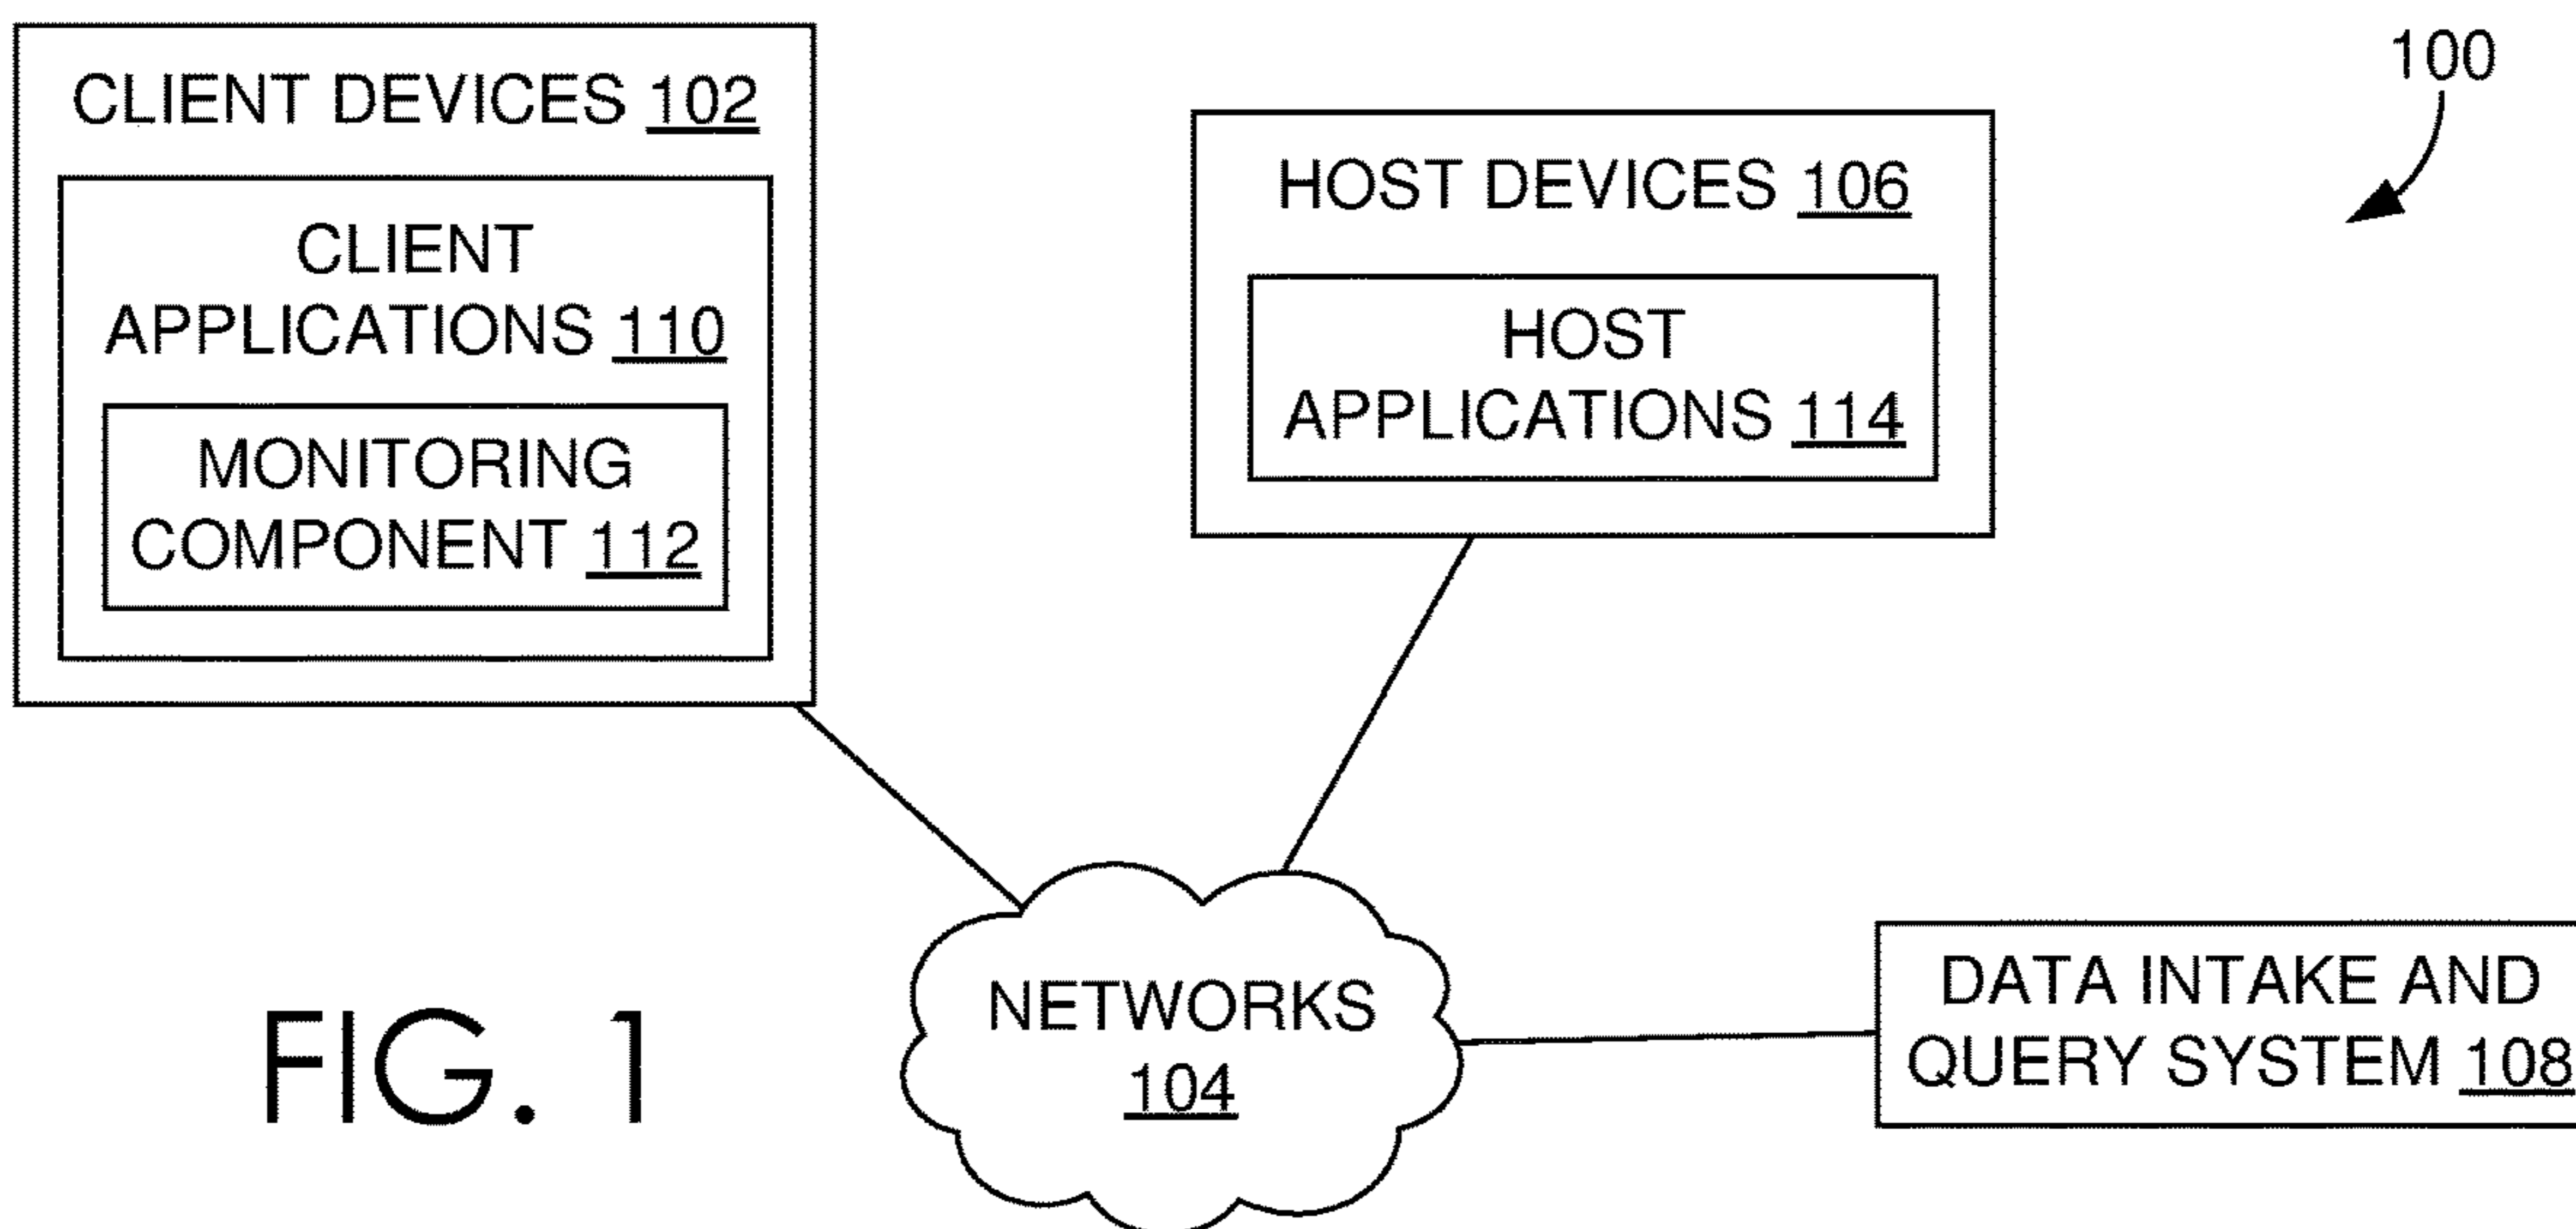 100
CLIENT DEVICES 102
CLIENT
APPLICATIONS 110
MONITORING
COMPONENT 112
HOST DEVICES 106
HOST
APPLICATIONS 114
NETWORKS
104
DATA INTAKE AND
QUERY SYSTEM 108
FIG. 1